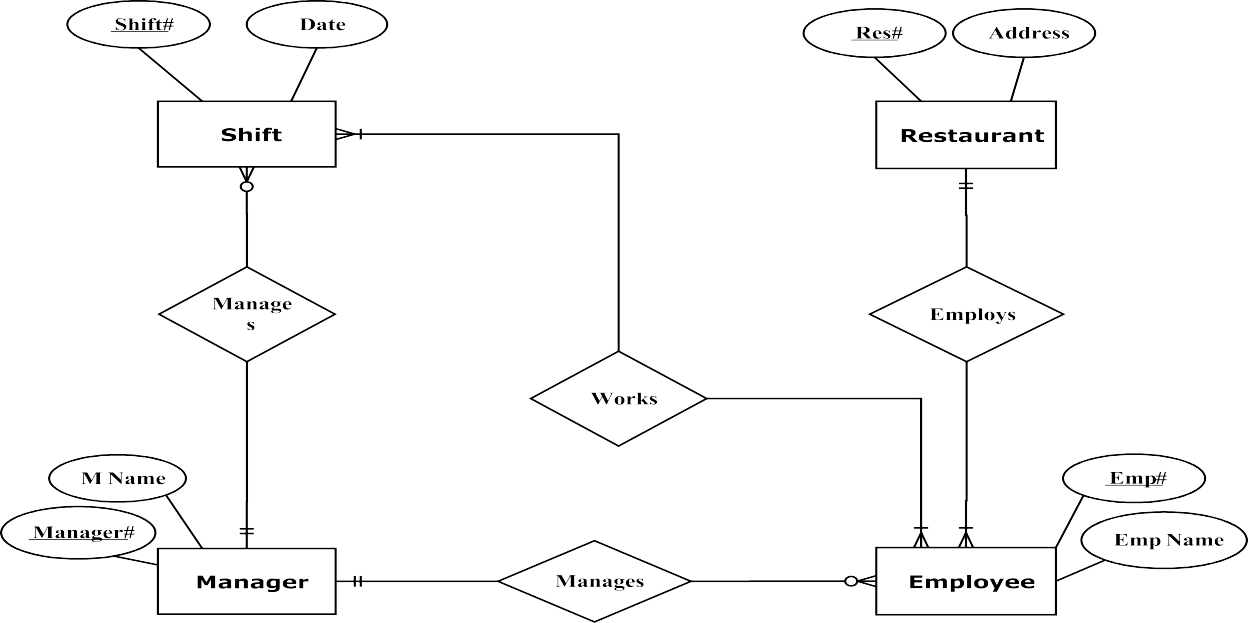 Shift#
Date
Res#
Address
Shift
Restaurant
Manage
s
Employs
Works
M Name
Emp#
Manager#
Emp Name
Manager
Manages
Employee